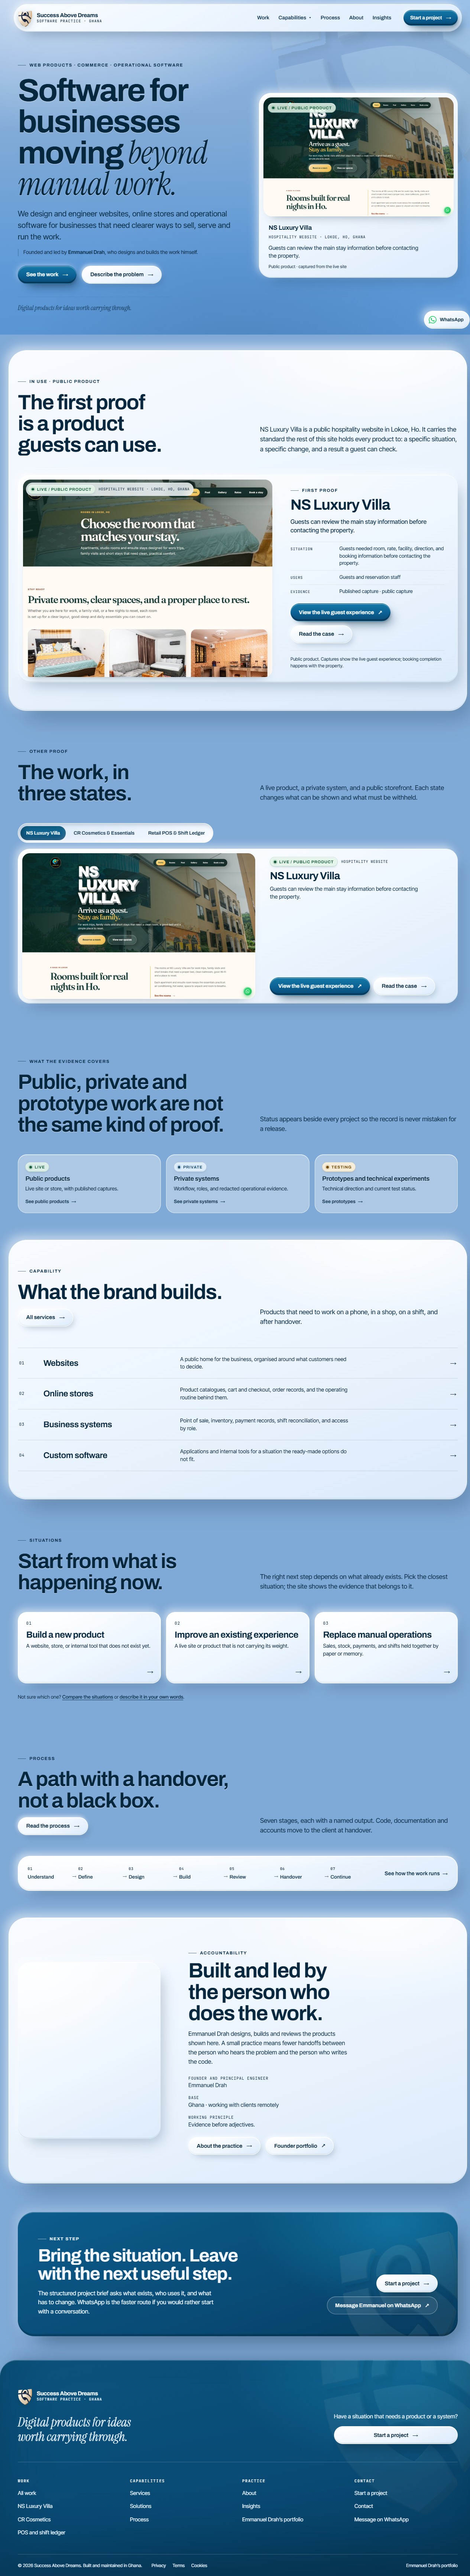 Success Above Dreams
SOFTWARE PRACTICE · GHANA
Work
Capabilities
Process
About
Insights
Start a project →
WEB PRODUCTS · COMMERCE · OPERATIONAL SOFTWARE
Software for
businesses
moving beyond
manual work.
We design and engineer websites, online stores and operational
software for businesses that need clearer ways to sell, serve and
run the work.
Founded and led by Emmanuel Drah, who designs and builds the work himself.
See the work →
Describe the problem →
Digital products for ideas worth carrying through.
LIVE / PUBLIC PRODUCT
NS
LUXURY
VILLA
Arrive as a guest.
Stay as family.
Rooms built for real
nights in Ho.
NS Luxury Villa
HOSPITALITY WEBSITE · LOKOE, HO, GHANA
Guests can review the main stay information before contacting
the property.
Public product · captured from the live site
WhatsApp
IN USE · PUBLIC PRODUCT
The first proof
is a product
guests can use.
NS Luxury Villa is a public hospitality website in Lokoe, Ho. It carries the
standard the rest of this site holds every product to: a specific situation,
a specific change, and a result a guest can check.
LIVE / PUBLIC PRODUCT
HOSPITALITY WEBSITE · LOKOE, HO, GHANA
Choose the room that
matches your stay.
Private rooms, clear spaces, and a proper place to rest.
FIRST PROOF
NS Luxury Villa
Guests can review the main stay information before
contacting the property.
SITUATION
Guests needed room, rate, facility, direction, and
booking information before contacting the
property.
USERS
Guests and reservation staff
EVIDENCE
Published capture · public capture
View the live guest experience ↗
Read the case →
Public product. Captures show the live guest experience; booking completion
happens with the property.
OTHER PROOF
The work, in
three states.
A live product, a private system, and a public storefront. Each state
changes what can be shown and what must be withheld.
NS Luxury Villa
CR Cosmetics & Essentials
Retail POS & Shift Ledger
NS
LUXURY
VILLA
Arrive as a guest.
Stay as family.
Rooms built for real
nights in Ho.
LIVE / PUBLIC PRODUCT
HOSPITALITY WEBSITE
NS Luxury Villa
Guests can review the main stay information before contacting
the property.
View the live guest experience ↗
Read the case →
WHAT THE EVIDENCE COVERS
Public, private and
prototype work are not
the same kind of proof.
Status appears beside every project so the record is never mistaken for
a release.
LIVE
Public products
Live site or store, with published captures.
See public products →
PRIVATE
Private systems
Workflow, roles, and redacted operational evidence.
See private systems →
TESTING
Prototypes and technical experiments
Technical direction and current test status.
See prototypes →
CAPABILITY
What the brand builds.
All services →
Products that need to work on a phone, in a shop, on a shift, and
after handover.
01
Websites
A public home for the business, organised around what customers need
to decide.
→
02
Online stores
Product catalogues, cart and checkout, order records, and the operating
routine behind them.
→
03
Business systems
Point of sale, inventory, payment records, shift reconciliation, and access
by role.
→
04
Custom software
Applications and internal tools for a situation the ready-made options do
not fit.
→
SITUATIONS
Start from what is
happening now.
The right next step depends on what already exists. Pick the closest
situation; the site shows the evidence that belongs to it.
01
Build a new product
A website, store, or internal tool that does not exist yet.
→
02
Improve an existing experience
A live site or product that is not carrying its weight.
→
03
Replace manual operations
Sales, stock, payments, and shifts held together by
paper or memory.
→
Not sure which one? Compare the situations or describe it in your own words.
PROCESS
A path with a handover,
not a black box.
Read the process →
Seven stages, each with a named output. Code, documentation and
accounts move to the client at handover.
01
Understand
02
→ Define
03
→ Design
04
→ Build
05
→ Review
06
→ Handover
07
→ Continue
See how the work runs →
ACCOUNTABILITY
Built and led by
the person who
does the work.
Emmanuel Drah designs, builds and reviews the products
shown here. A small practice means fewer handoffs between
the person who hears the problem and the person who writes
the code.
FOUNDER AND PRINCIPAL ENGINEER
Emmanuel Drah
BASE
Ghana · working with clients remotely
WORKING PRINCIPLE
Evidence before adjectives.
About the practice →
Founder portfolio ↗
NEXT STEP
Bring the situation. Leave
with the next useful step.
The structured project brief asks what exists, who uses it, and what
has to change. WhatsApp is the faster route if you would rather start
with a conversation.
Start a project →
Message Emmanuel on WhatsApp ↗
Success Above Dreams
SOFTWARE PRACTICE · GHANA
Digital products for ideas
worth carrying through.
Have a situation that needs a product or a system?
Start a project →
WORK
All work
NS Luxury Villa
CR Cosmetics
POS and shift ledger
CAPABILITIES
Services
Solutions
Process
PRACTICE
About
Insights
Emmanuel Drah's portfolio
CONTACT
Start a project
Contact
Message on WhatsApp
© 2026 Success Above Dreams. Built and maintained in Ghana.
Privacy
Terms
Cookies
Emmanuel Drah's portfolio